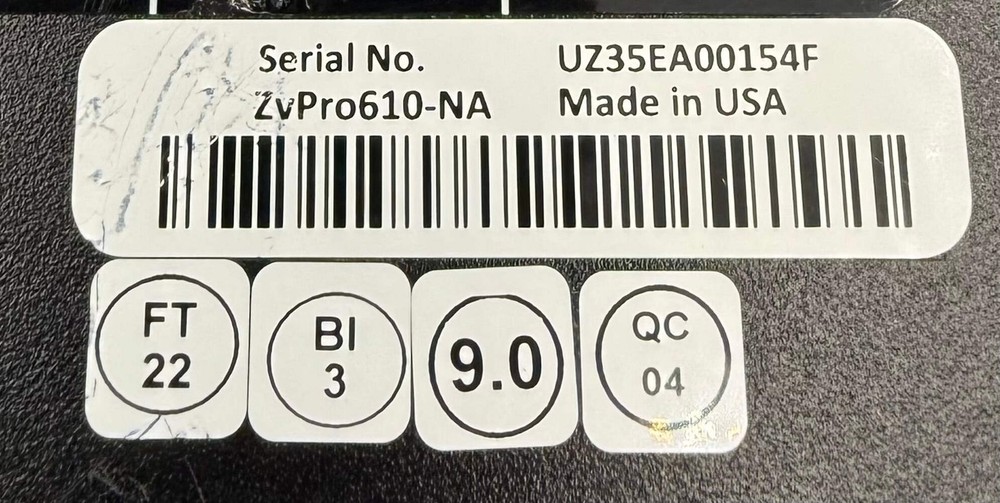 Serial No. UZ35EA00154F
ZvPro610-NA Made in USA
FT
22
BI
3
9.0
QC
04